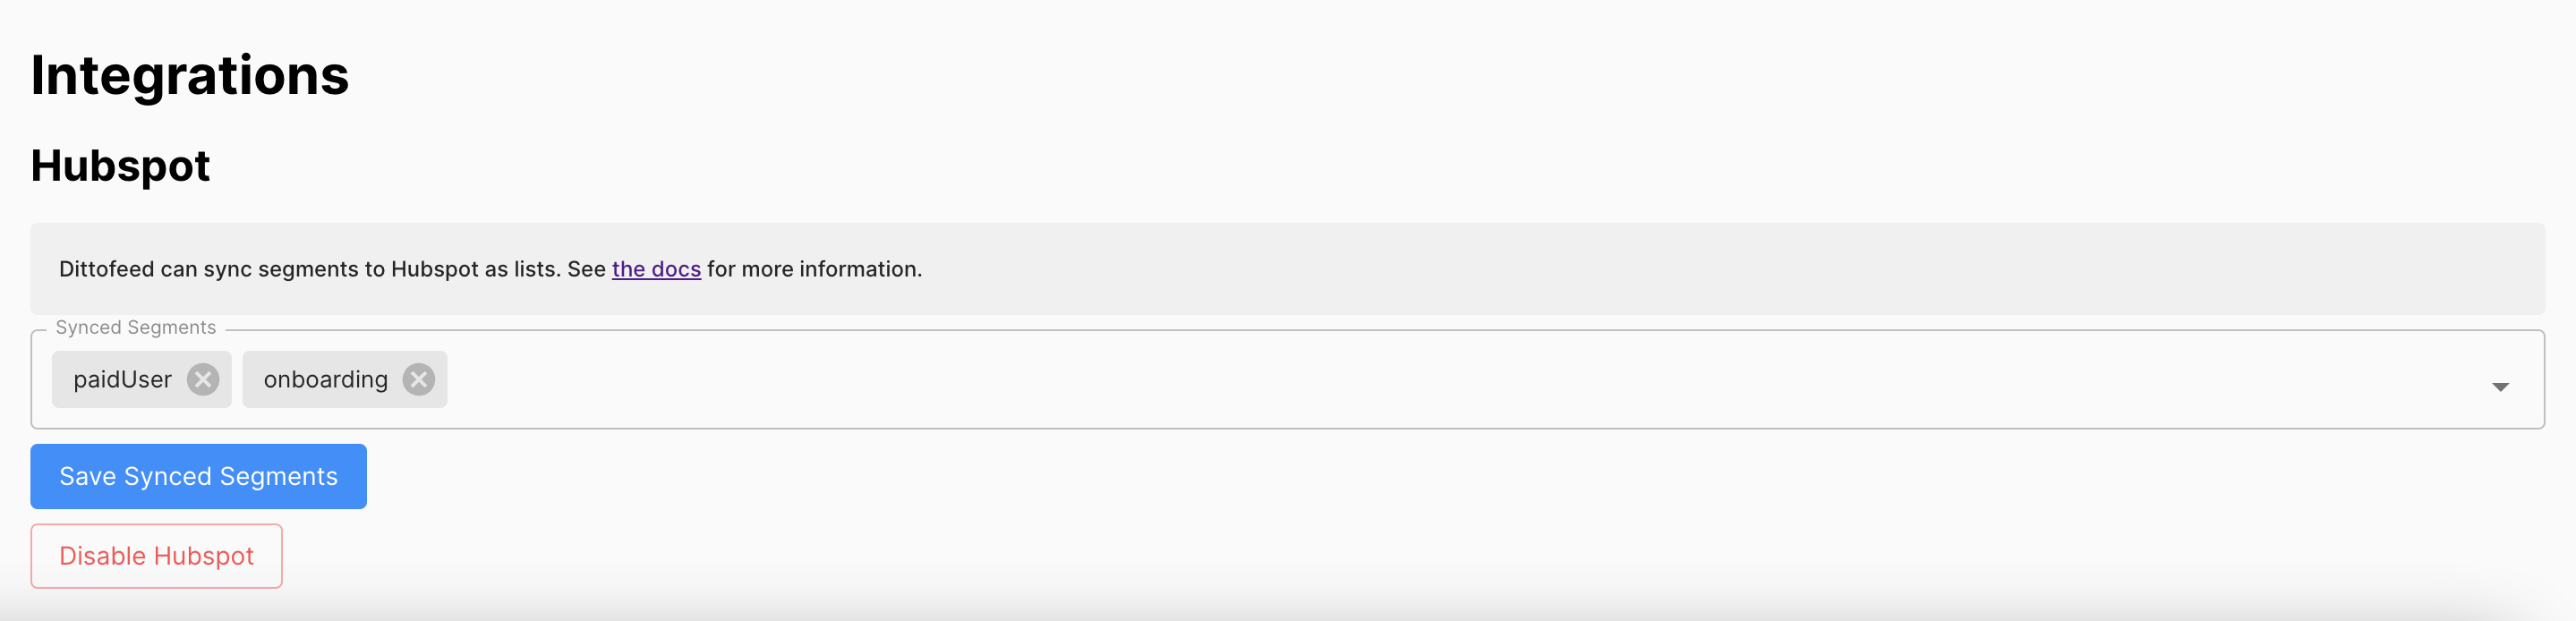 Integrations
Hubspot
Dittofeed can sync segments to Hubspot as lists. See the docs for more information.
Synced Segments
paidUser onboarding
Save Synced Segments
Disable Hubspot